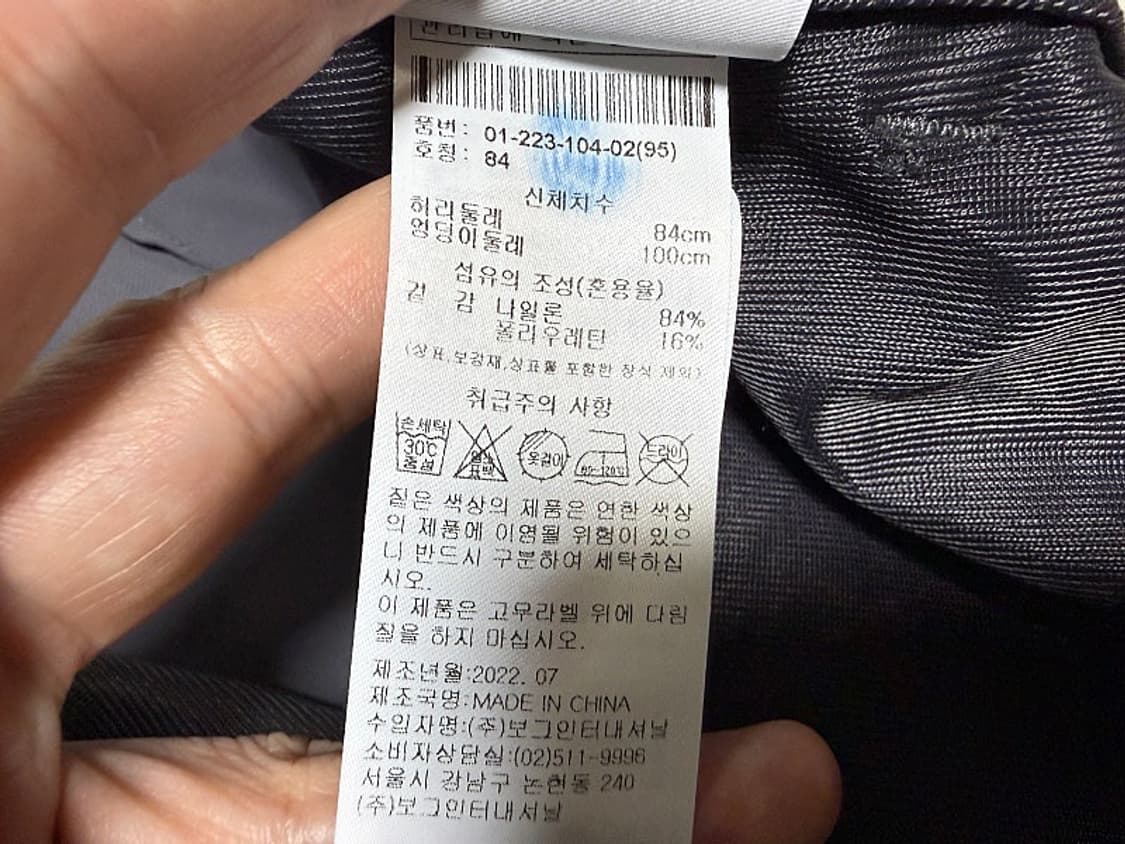 품번: 01-223-104-02(95)
호칭: 84
신체치수
허리둘레 84cm
엉덩이둘레 100cm
섬유의 조성(혼용율)
겉 감 나일론 84%
폴리우레탄 16%
(상표,보강재,상표를 포함한 장식 제외)
취급주의 사항
손세탁
30℃
중성
염소
표백
옷걸이
80~120℃
드라이
짙은 색상의 제품은 연한 색상
의 제품에 이염될 위험이 있으
니 반드시 구분하여 세탁하십
시오.
이 제품은 고무라벨 위에 다림
질을 하지 마십시오.
제조년월:2022. 07
제조국명:MADE IN CHINA
수입자명:(주)보그인터내셔날
소비자상담실:(02)511-9996
서울시 강남구 논현동 240
(주)보그인터내셔날